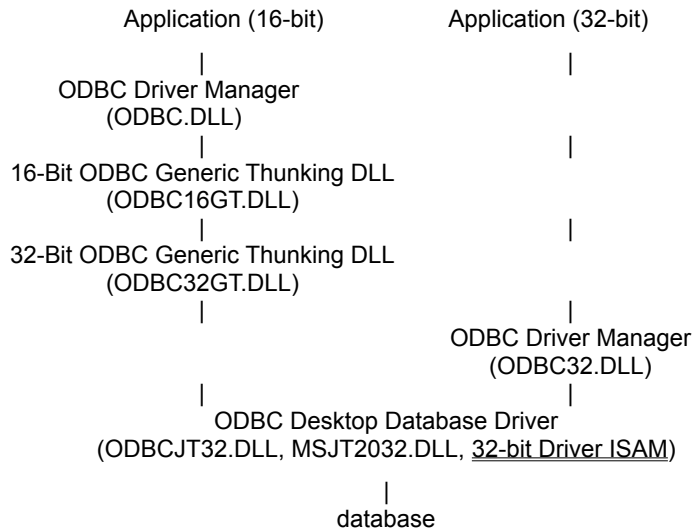 Application (16-bit) Application (32-bit)
| |
ODBC Driver Manager
(ODBC.DLL)
| |
16-Bit ODBC Generic Thunking DLL
(ODBC16GT.DLL)
| |
32-Bit ODBC Generic Thunking DLL
(ODBC32GT.DLL)
| |
ODBC Driver Manager
(ODBC32.DLL)
| |
ODBC Desktop Database Driver
(ODBCJT32.DLL, MSJT2032.DLL, 32-bit Driver ISAM)
|
database